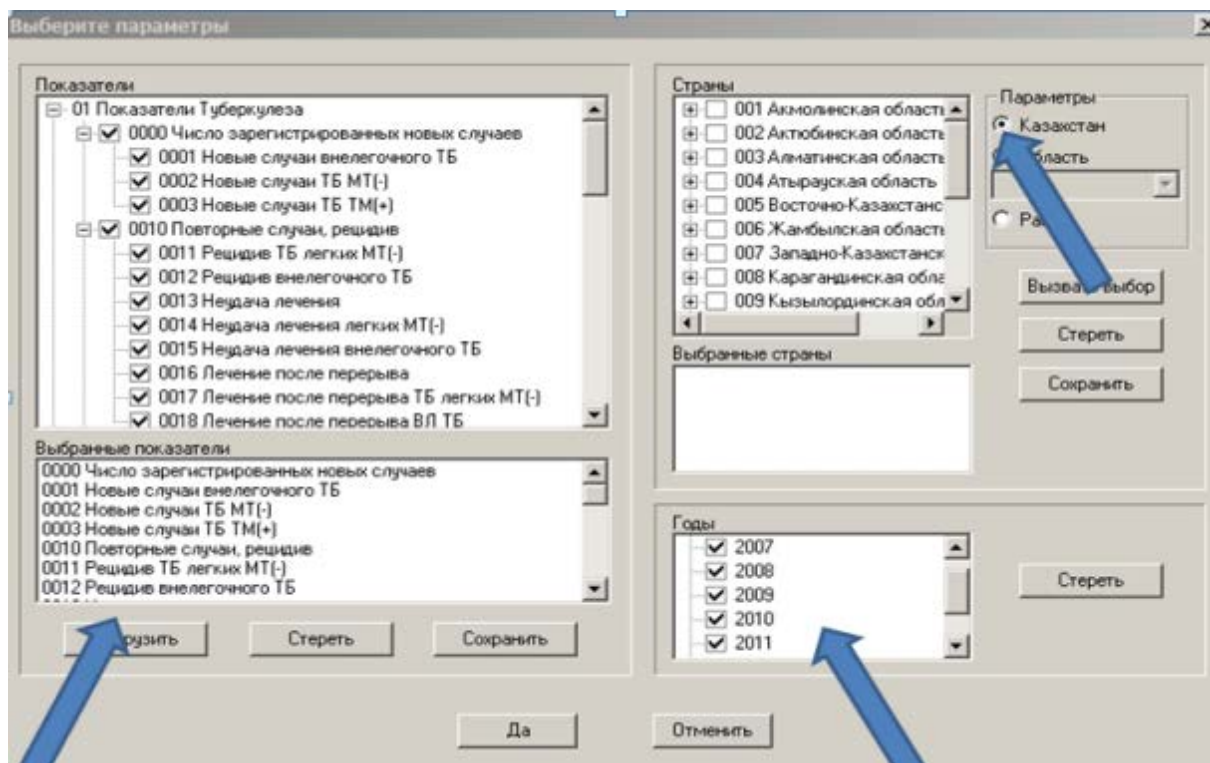 Выберите параметры
Показатели
01 Показатели Туберкулеза
0000 Число зарегистрированных новых случаев
0001 Новые случаи внелегочного ТБ
0002 Новые случаи ТБ МТ(-)
0003 Новые случаи ТБ ТМ(+)
0010 Повторные случаи, рецидив
0011 Рецидив ТБ легких МТ(-)
0012 Рецидив внелегочного ТБ
0013 Неудача лечения
0014 Неудача лечения легких МТ(-)
0015 Неудача лечения внелегочного ТБ
0016 Лечение после перерыва
0017 Лечение после перерыва ТБ легких МТ(-)
0018 Лечение после перерыва ВЛ ТБ
Выбранные показатели
0000 Число зарегистрированных новых случаев
0001 Новые случаи внелегочного ТБ
0002 Новые случаи ТБ МТ(-)
0003 Новые случаи ТБ ТМ(+)
0010 Повторные случаи, рецидив
0011 Рецидив ТБ легких МТ(-)
0012 Рецидив внелегочного ТБ
Стереть
Сохранить
Страны
001 Акмолинская область
002 Актюбинская область
003 Алматинская область
004 Атырауская область
005 Восточно-Казахстанс
006 Жамбылская область
007 Западно-Казахстанск
008 Карагандинская обла
009 Кызылординская обл
Выбранные страны
Параметры
Казахстан
выбор
Стереть
Сохранить
Годы
2007
2008
2009
2010
2011
Стереть
Да
Отменить